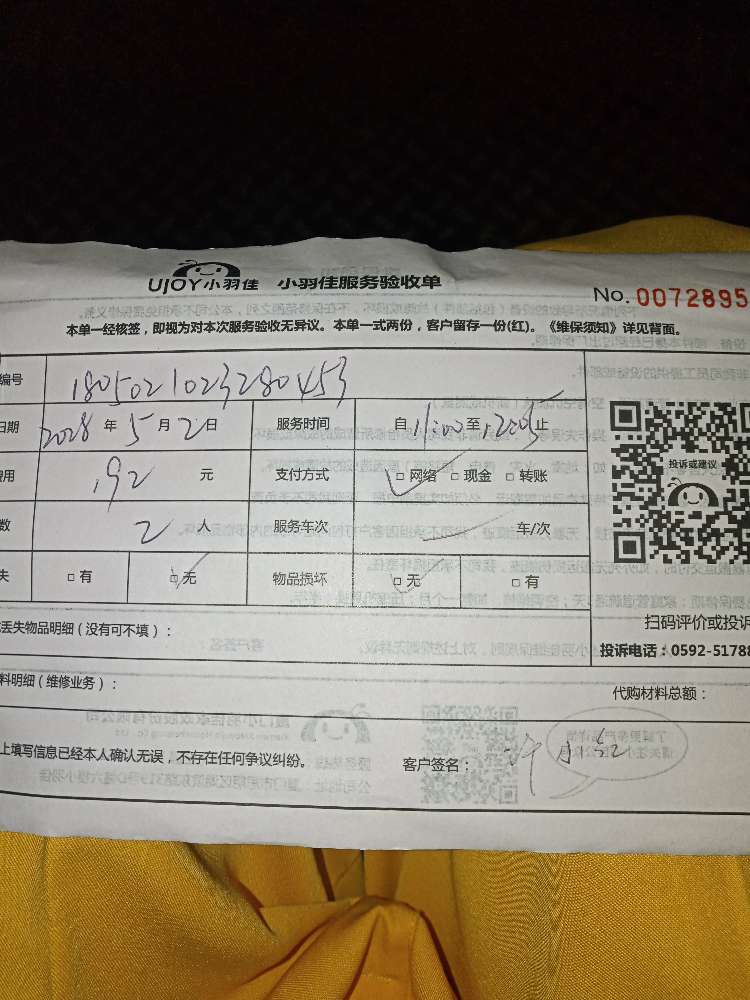 UJOY小羽佳 小羽佳服务验收单
No. 0072895
本单一经核签，即视为对本次服务验收无异议。本单一式两份，客户留存一份(红)。《维保须知》详见背面。
编号 1805021023280453
日期 2028 年 5 月 2 日 服务时间 自 11:00 至 12:05 止
费用 192 元 支付方式 □ 网络 □ 现金 □ 转账
数 2 人 服务车次 车/次
失 □ 有 □ 无 物品损坏 □ 无 □ 有
投诉或建议
扫码评价或投诉
丢失物品明细（没有可不填）：
投诉电话：0592-51788
料明细（维修业务）：
代购材料总额：
上填写信息已经本人确认无误，不存在任何争议纠纷。
客户签名：许